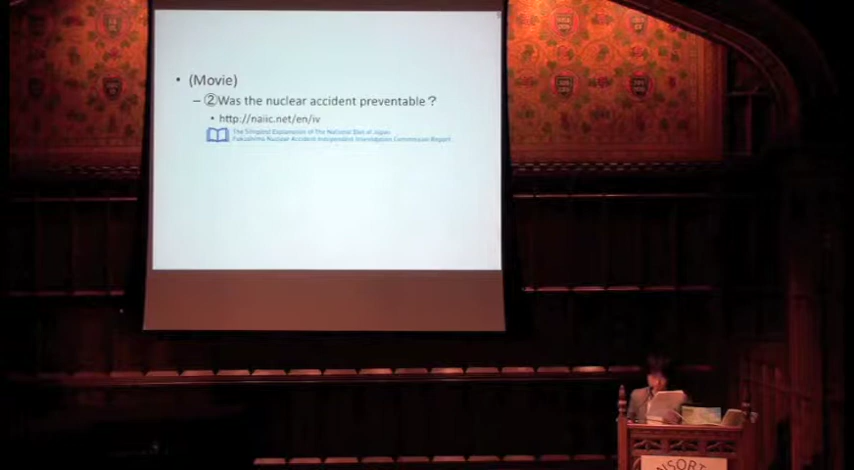 • (Movie)
– ②Was the nuclear accident preventable？
• http://naiic.net/en/iv
The Simplest Explanation of The National Diet of Japan
Fukushima Nuclear Accident Independent Investigation Commission Report
NSORT